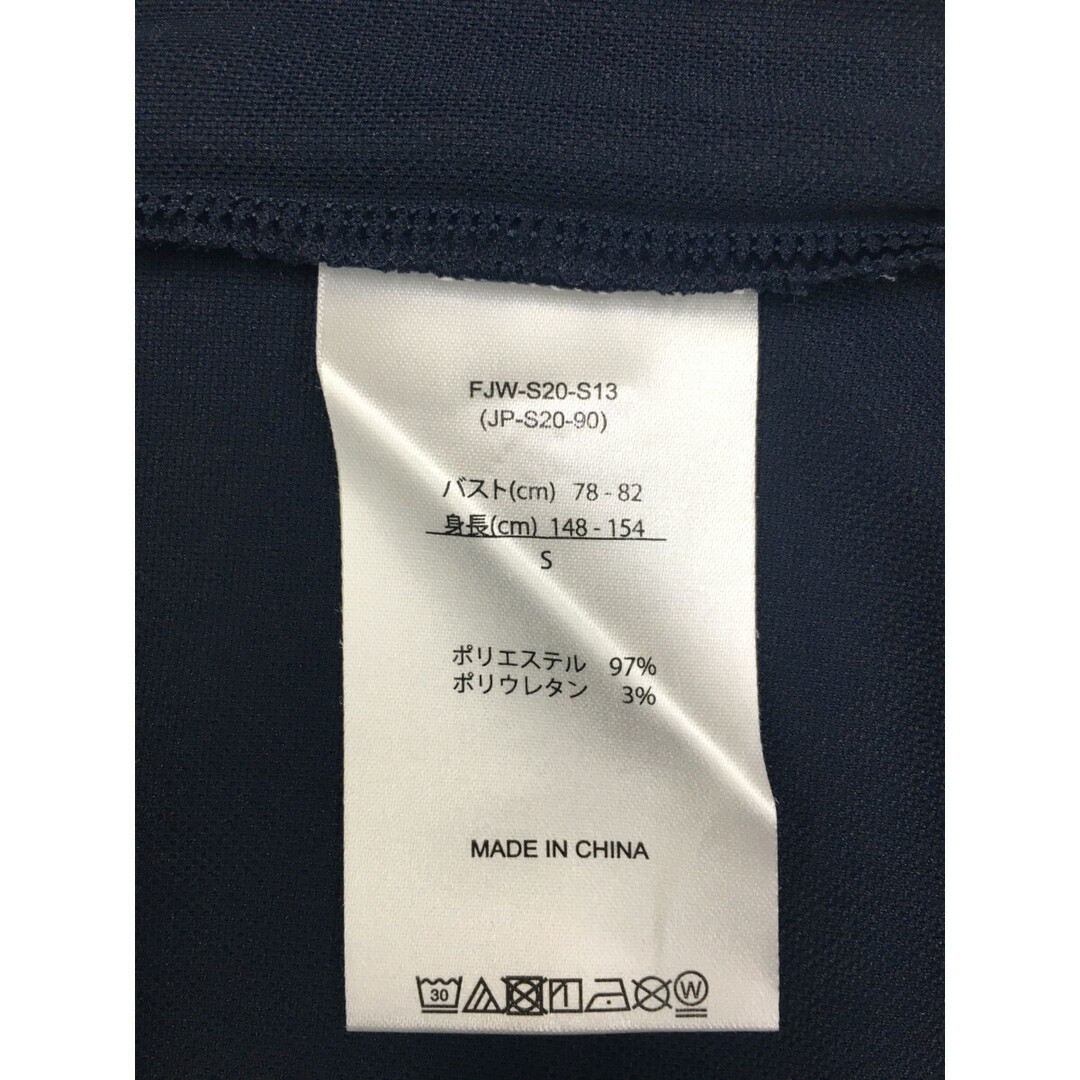 FJW-S20-S13
(JP-S20-90)
バスト(cm) 78 - 82
身長(cm) 148 - 154
S
ポリエステル 97%
ポリウレタン 3%
MADE IN CHINA
30 W